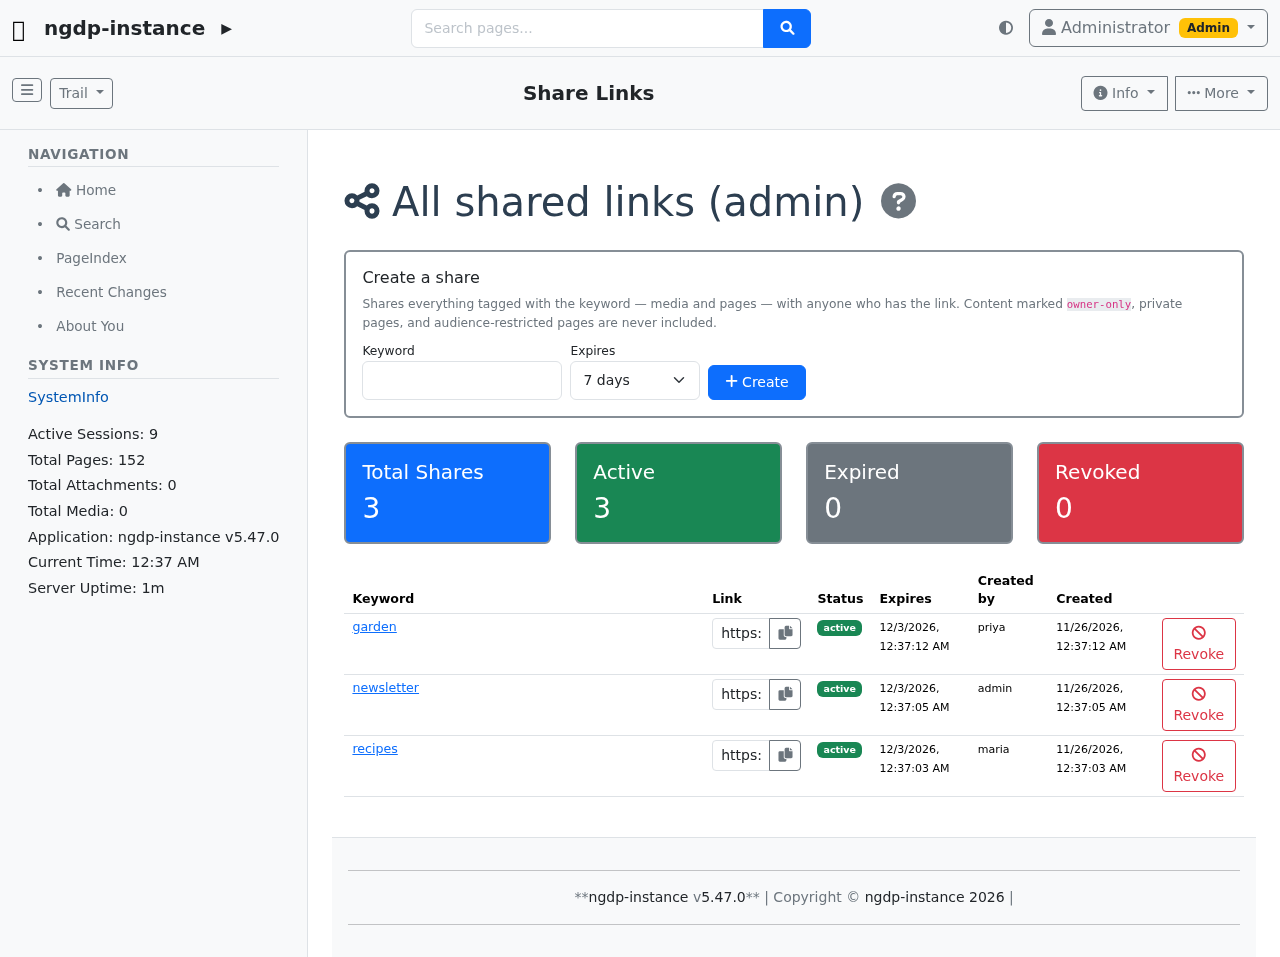 ngdp-instance ▶
Search pages...
Administrator Admin
Trail
Share Links
Info
More
NAVIGATION
• Home
• Search
• PageIndex
• Recent Changes
• About You
SYSTEM INFO
SystemInfo
Active Sessions: 9
Total Pages: 152
Total Attachments: 0
Total Media: 0
Application: ngdp-instance v5.47.0
Current Time: 12:37 AM
Server Uptime: 1m
All shared links (admin) ?
Create a share
Shares everything tagged with the keyword — media and pages — with anyone who has the link. Content marked owner-only, private
pages, and audience-restricted pages are never included.
Keyword Expires
7 days
Create
Total Shares
3
Active
3
Expired
0
Revoked
0
Keyword Link Status Expires Created by Created
garden https: active 12/3/2026, 12:37:12 AM priya 11/26/2026, 12:37:12 AM Revoke
newsletter https: active 12/3/2026, 12:37:05 AM admin 11/26/2026, 12:37:05 AM Revoke
recipes https: active 12/3/2026, 12:37:03 AM maria 11/26/2026, 12:37:03 AM Revoke
**ngdp-instance v5.47.0** | Copyright © ngdp-instance 2026 |